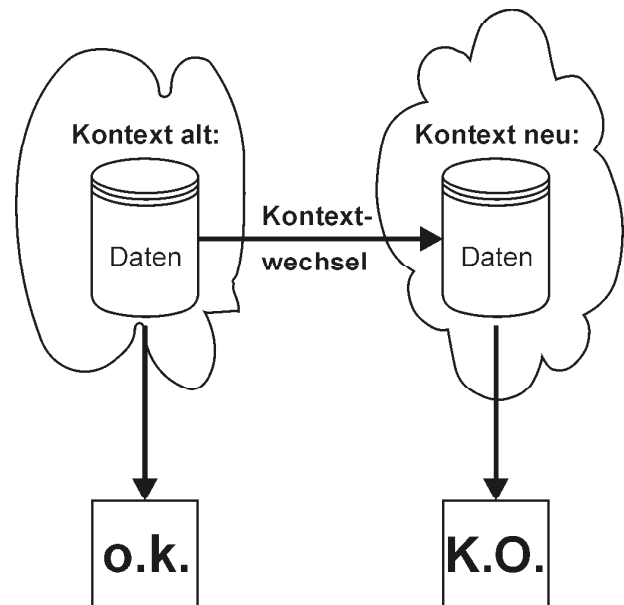 Kontext alt:
Kontext neu:
Kontext-
wechsel
Daten
Daten
o.k.
K.O.